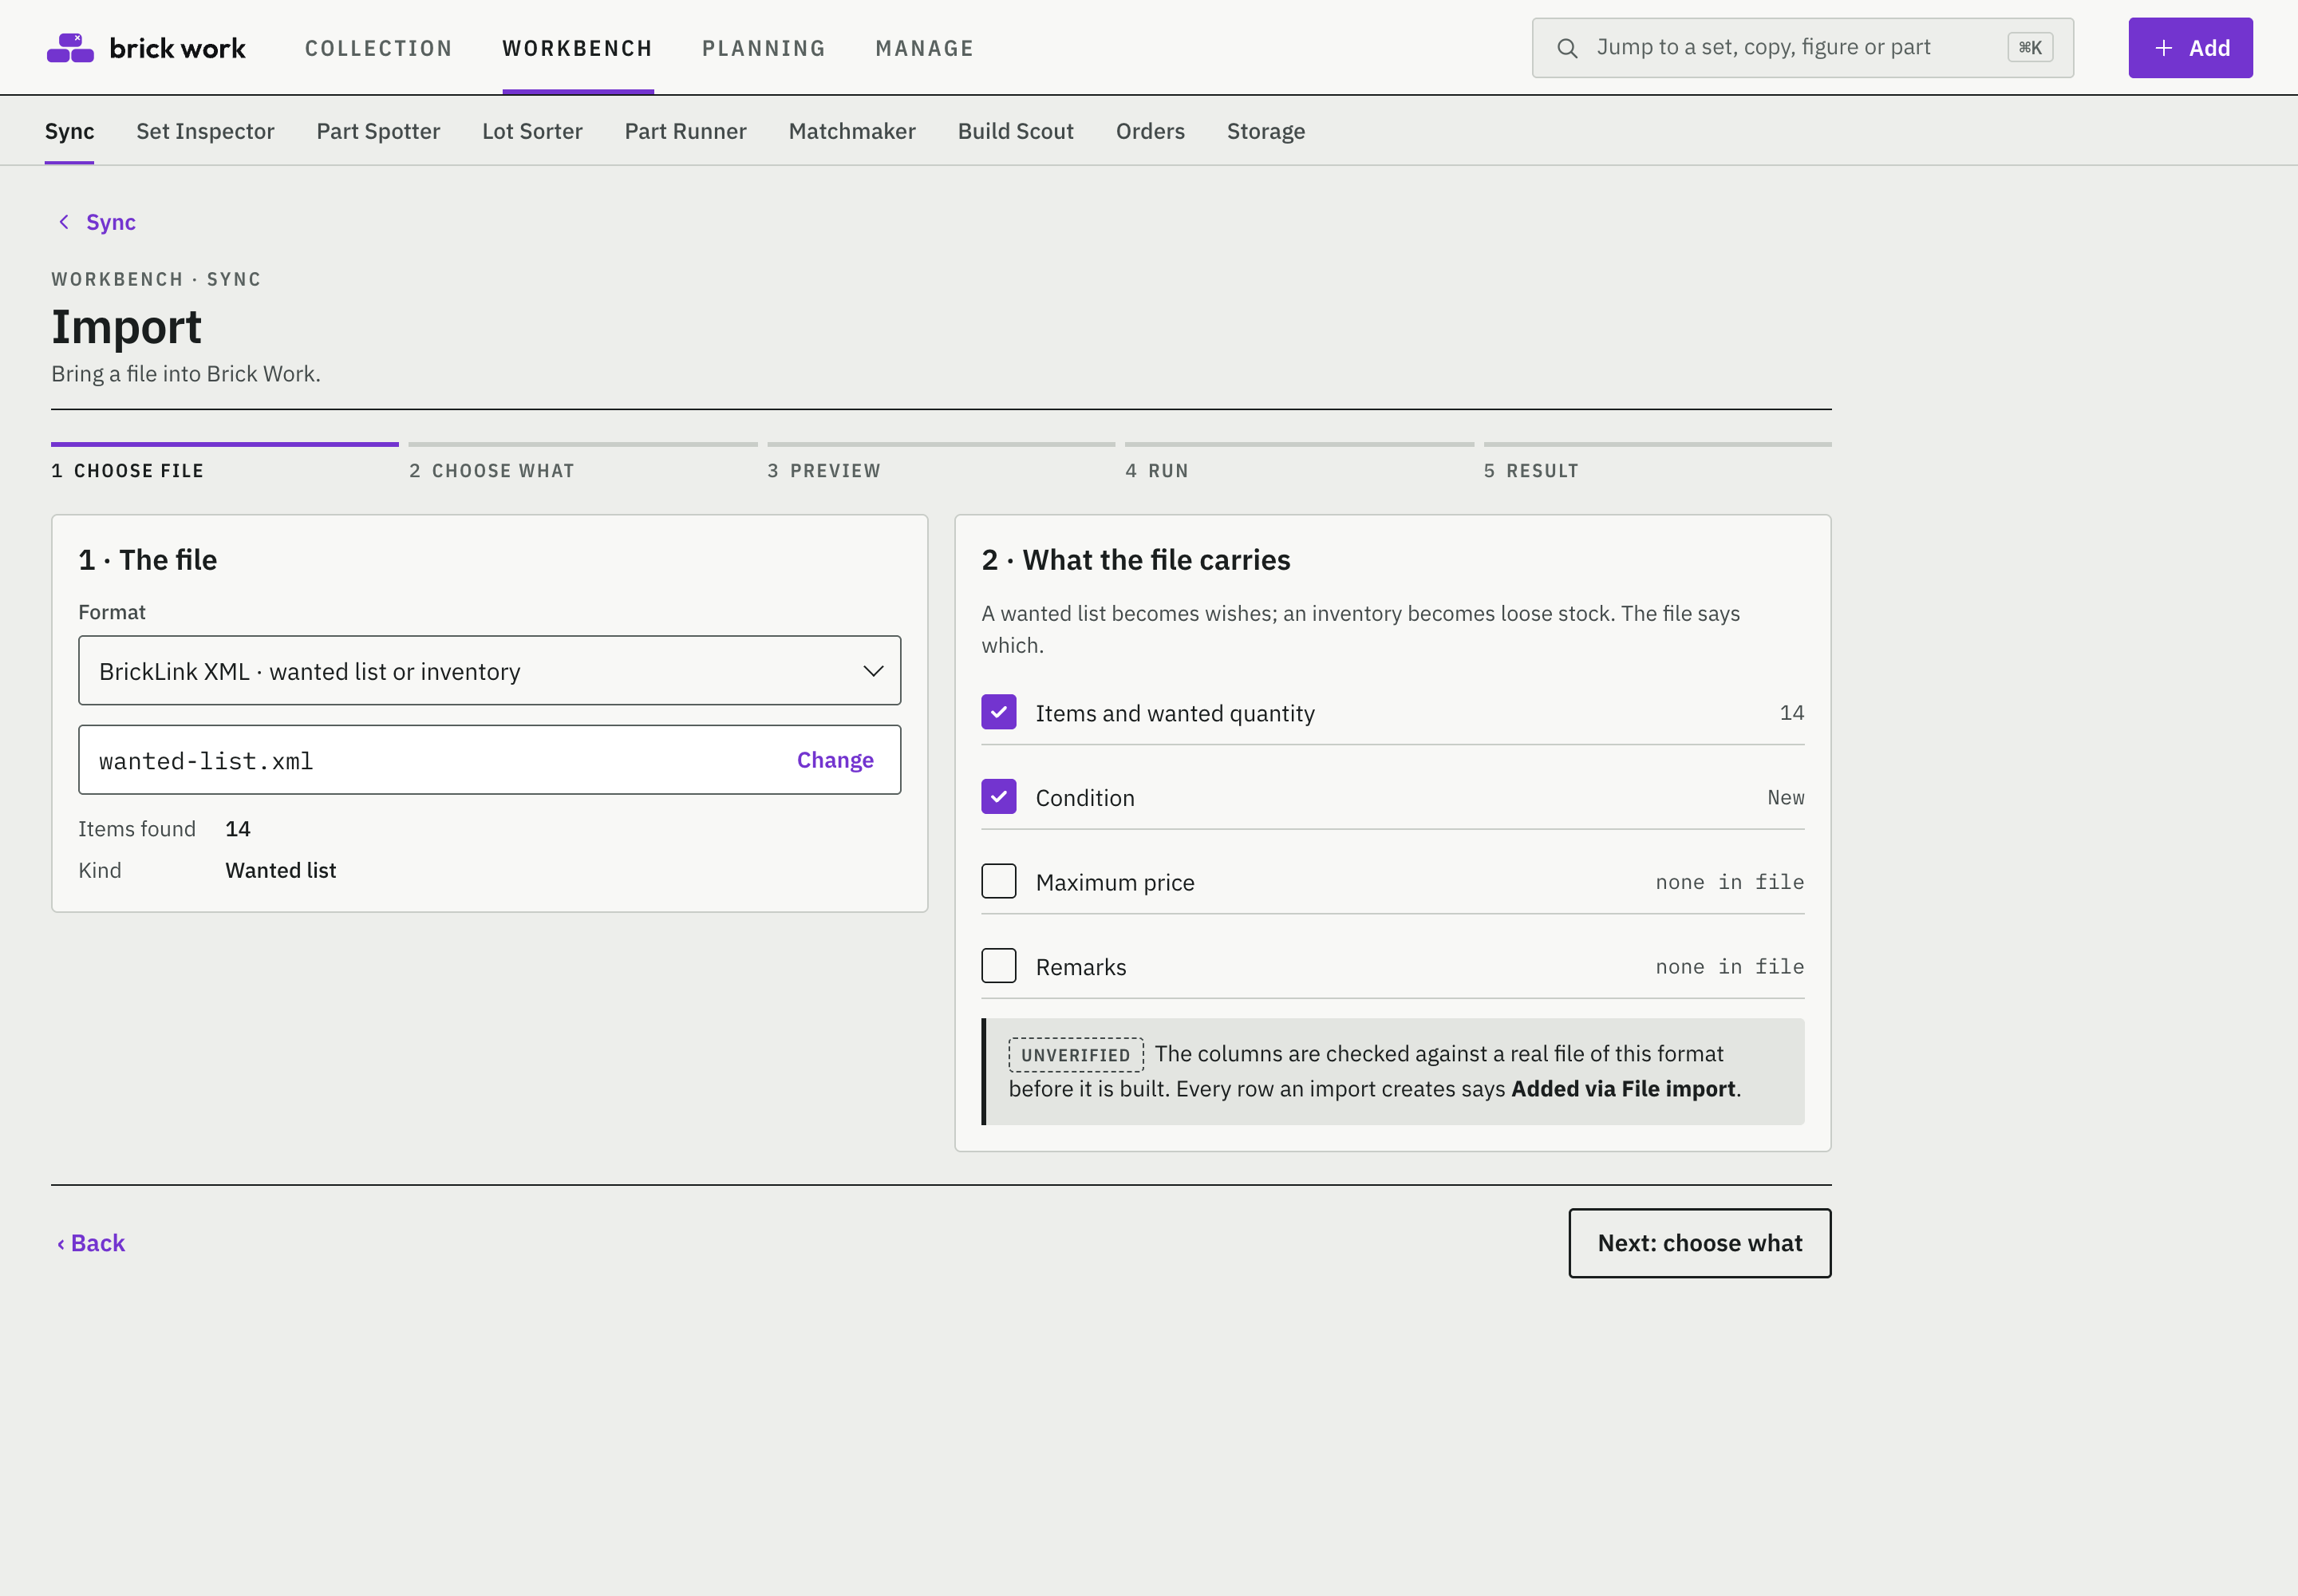 brick work
COLLECTION
WORKBENCH
PLANNING
MANAGE
Jump to a set, copy, figure or part
⌘K
+ Add
Sync
Set Inspector
Part Spotter
Lot Sorter
Part Runner
Matchmaker
Build Scout
Orders
Storage
‹ Sync
WORKBENCH · SYNC
Import
Bring a file into Brick Work.
1 CHOOSE FILE
2 CHOOSE WHAT
3 PREVIEW
4 RUN
5 RESULT
1 · The file
Format
BrickLink XML · wanted list or inventory
wanted-list.xml
Change
Items found 14
Kind Wanted list
2 · What the file carries
A wanted list becomes wishes; an inventory becomes loose stock. The file says
which.
Items and wanted quantity 14
Condition New
Maximum price none in file
Remarks none in file
UNVERIFIED The columns are checked against a real file of this format
before it is built. Every row an import creates says Added via File import.
‹ Back
Next: choose what